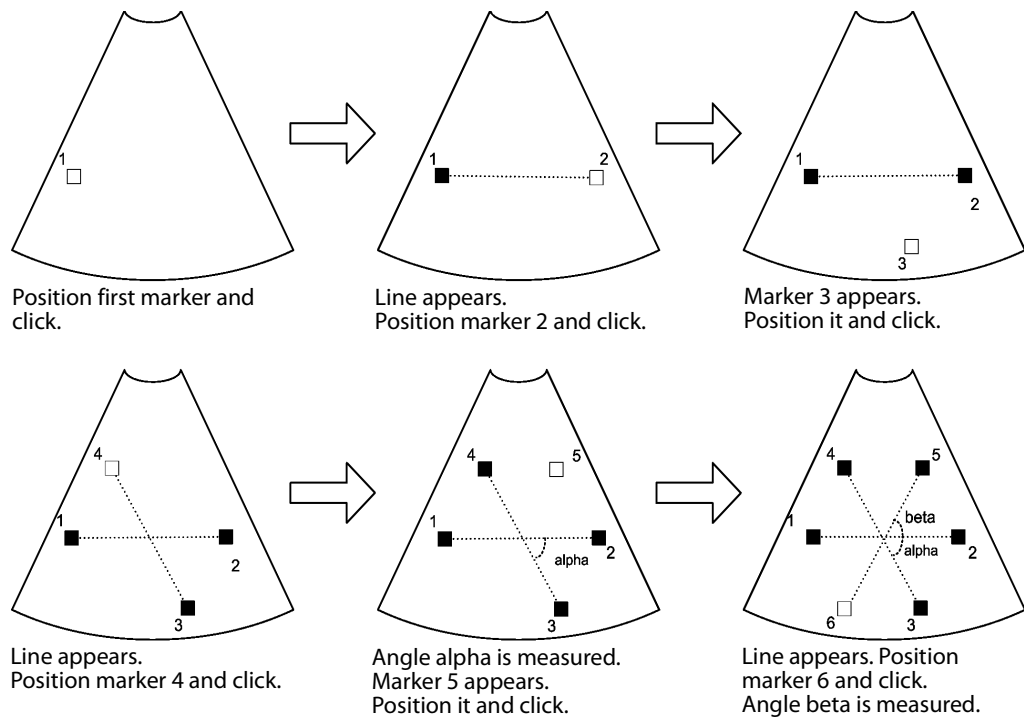 1
1
2
1
2
3
Position first marker and
click.
Line appears.
Position marker 2 and click.
Marker 3 appears.
Position it and click.
4
1
2
3
4
5
1
2
alpha
3
4
5
1
beta
2
alpha
6
3
Line appears.
Position marker 4 and click.
Angle alpha is measured.
Marker 5 appears.
Position it and click.
Line appears. Position
marker 6 and click.
Angle beta is measured.